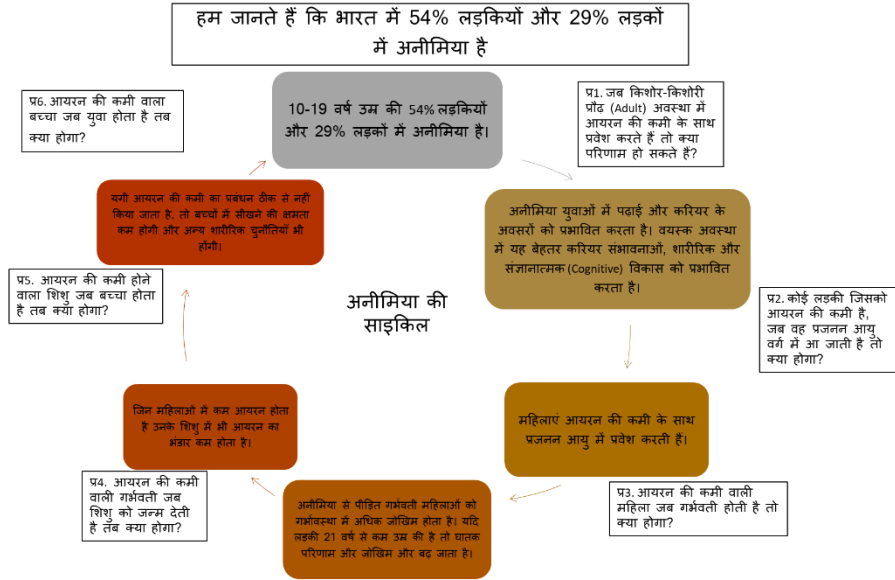 हम जानते हैं कि भारत में 54% लड़कियों और 29% लड़कों
में अनीमिया है
10-19 वर्ष उम्र की 54% लड़कियों
और 29% लड़कों में अनीमिया है।
प्र1. जब किशोर-किशोरी
प्रौढ़ (Adult) अवस्था में
आयरन की कमी के साथ
प्रवेश करते हैं तो क्या
परिणाम हो सकते हैं?
अनीमिया युवाओं में पढ़ाई और करियर के
अवसरों को प्रभावित करता है। वयस्क अवस्था
में यह बेहतर करियर संभावनाओं, शारीरिक और
संज्ञानात्मक (Cognitive) विकास को प्रभावित
करता है।
प्र2. कोई लड़की जिसको
आयरन की कमी है,
जब वह प्रजनन आयु
वर्ग में आ जाती है तो
क्या होगा?
महिलाएं आयरन की कमी के साथ
प्रजनन आयु में प्रवेश करती हैं।
प्र3. आयरन की कमी वाली
महिला जब गर्भवती होती है तो
क्या होगा?
अनीमिया से पीड़ित गर्भवती महिलाओं को
गर्भावस्था में अधिक जोखिम होता है। यदि
लड़की 21 वर्ष से कम उम्र की है तो घातक
परिणाम और जोखिम और बढ़ जाता है।
प्र4. आयरन की कमी
वाली गर्भवती जब
शिशु को जन्म देती
है तब क्या होगा?
जिन महिलाओं में कम आयरन होता
है उनके शिशु में भी आयरन का
भंडार कम होता है।
प्र5. आयरन की कमी होने
वाला शिशु जब बच्चा होता
है तब क्या होगा?
यगी आयरन की कमी का प्रबंधन ठीक से नहीं
किया जाता है, तो बच्चों में सीखने की क्षमता
कम होगी और अन्य शारीरिक चुनौतियाँ भी
होंगी।
प्र6. आयरन की कमी वाला
बच्चा जब युवा होता है तब
क्या होगा?
अनीमिया की
साइकिल